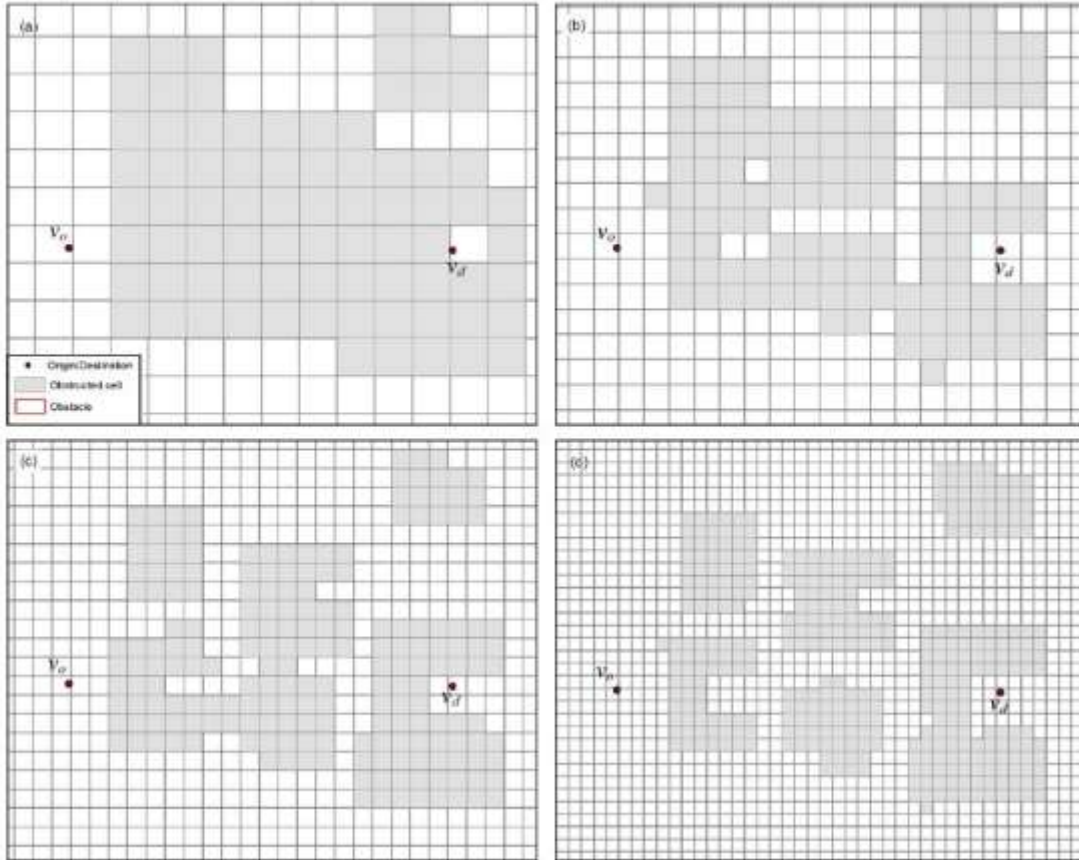 (a)
v_o
v_d
Origin/Destination
Obstructed cell
Obstacle
(b)
v_o
v_d
(c)
v_o
v_d
(d)
v_o
v_d